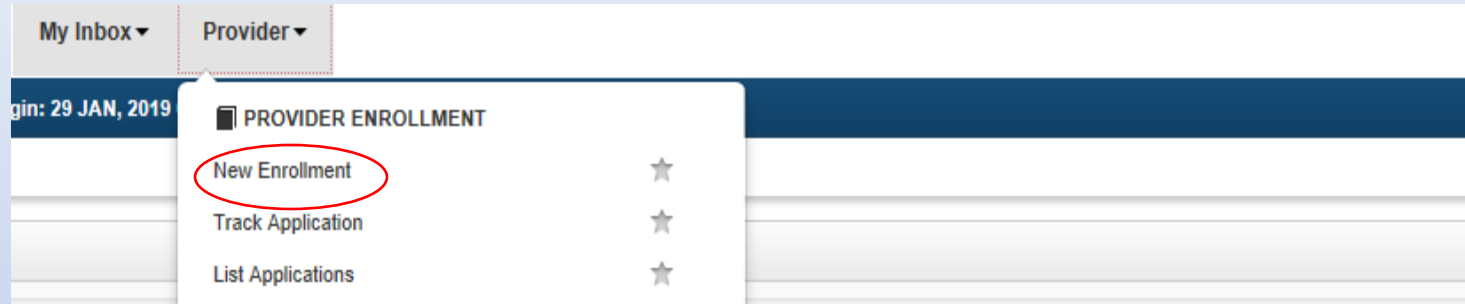 My Inbox Provider
gin: 29 JAN, 2019
PROVIDER ENROLLMENT
New Enrollment
Track Application
List Applications